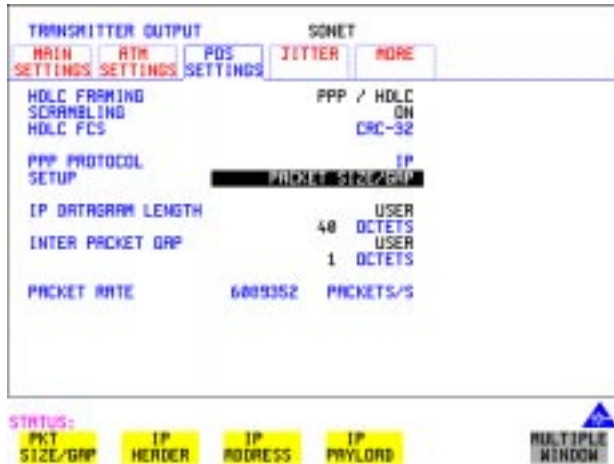 TRANSMITTER OUTPUT SONET
MAIN SETTINGS ATM SETTINGS POS SETTINGS JITTER MORE
HDLC FRAMING PPP / HDLC
SCRAMBLING ON
HDLC FCS CRC-32
PPP PROTOCOL IP
SETUP PACKET SIZE/GAP
IP DATAGRAM LENGTH USER
40 OCTETS
INTER PACKET GAP USER
1 OCTETS
PACKET RATE 6009352 PACKETS/S
STATUS:
PKT SIZE/GAP IP HEADER IP ADDRESS IP PAYLOAD MULTIPLE WINDOW